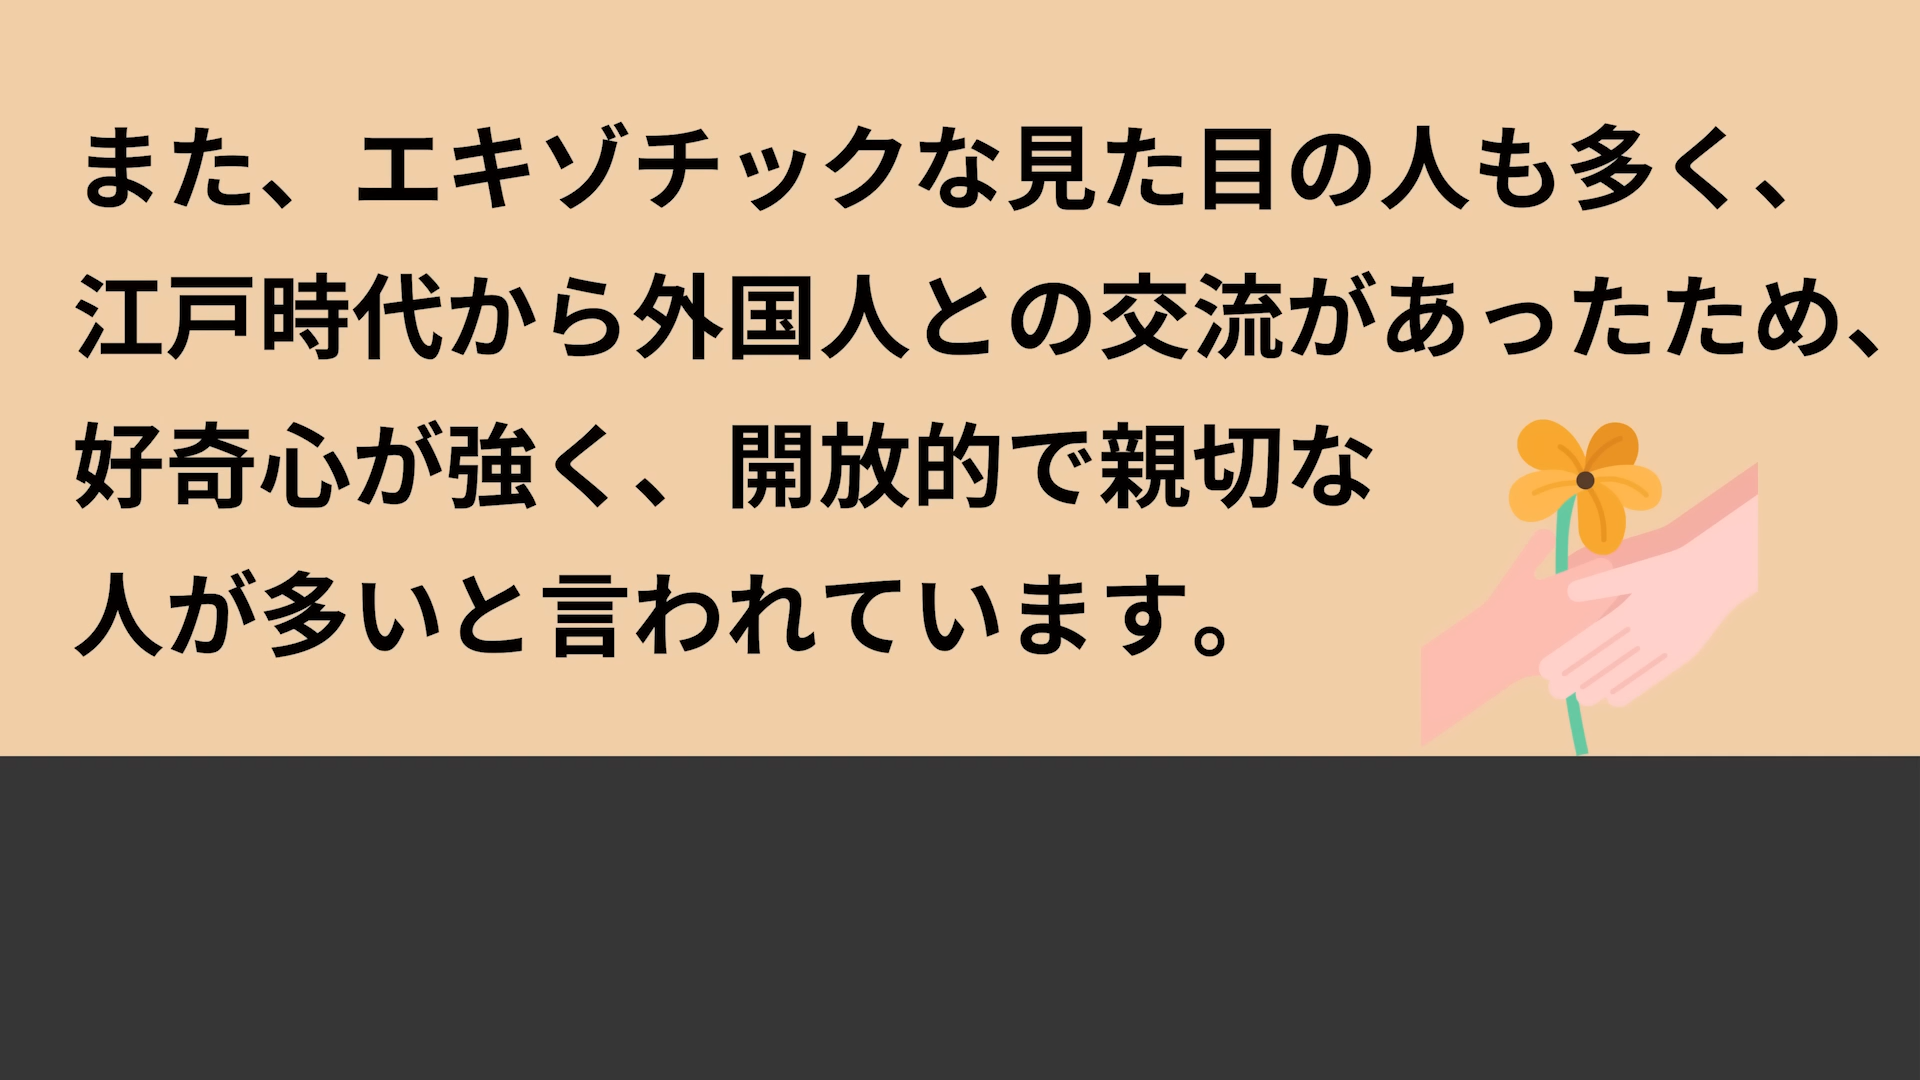 また、エキゾチックな見た目の人も多く、
江戸時代から外国人との交流があったため、
好奇心が強く、開放的で親切な
人が多いと言われています。